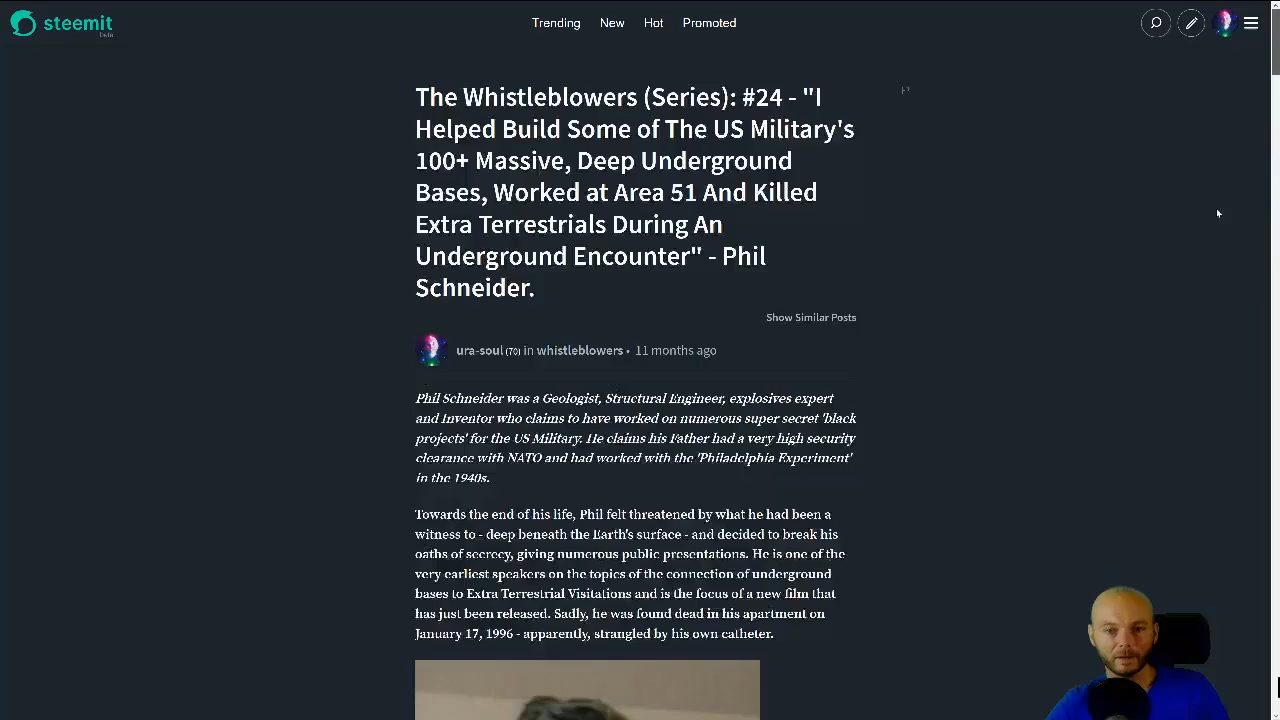 steemit
beta
Trending New Hot Promoted
The Whistleblowers (Series): #24 - "I
Helped Build Some of The US Military's
100+ Massive, Deep Underground
Bases, Worked at Area 51 And Killed
Extra Terrestrials During An
Underground Encounter" - Phil
Schneider.
Show Similar Posts
ura-soul (70) in whistleblowers • 11 months ago
Phil Schneider was a Geologist, Structural Engineer, explosives expert
and Inventor who claims to have worked on numerous super secret 'black
projects' for the US Military. He claims his Father had a very high security
clearance with NATO and had worked with the 'Philadelphia Experiment'
in the 1940s.
Towards the end of his life, Phil felt threatened by what he had been a
witness to - deep beneath the Earth's surface - and decided to break his
oaths of secrecy, giving numerous public presentations. He is one of the
very earliest speakers on the topics of the connection of underground
bases to Extra Terrestrial Visitations and is the focus of a new film that
has just been released. Sadly, he was found dead in his apartment on
January 17, 1996 - apparently, strangled by his own catheter.